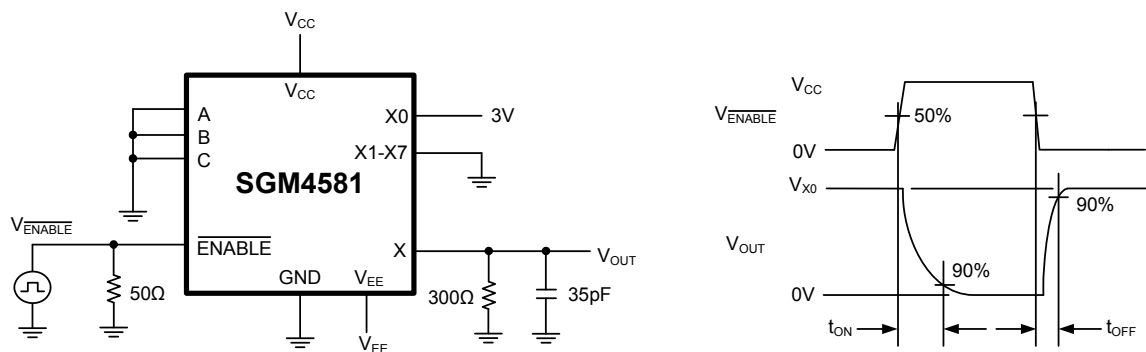 VCC
VCC
A
B
C
X0
3V
X1-X7
SGM4581
VENABLE
ENABLE
X
VOUT
50Ω
GND
VEE
300Ω
35pF
VEE
VCC
VENABLE
50%
0V
VX0
90%
VOUT
90%
0V
tON
tOFF